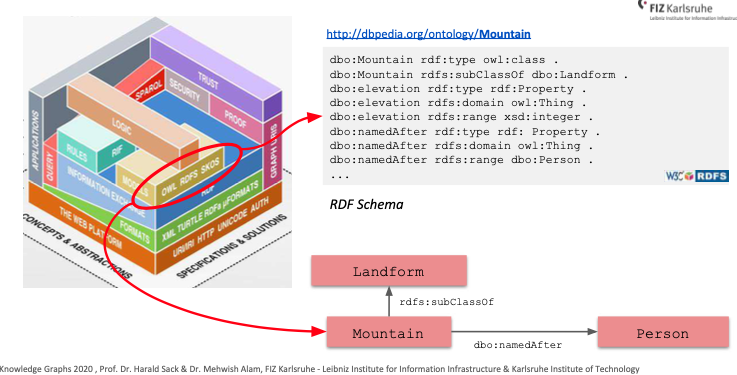 FIZ Karlsruhe
Leibniz Institute for Information Infrastruc
http://dbpedia.org/ontology/Mountain
dbo:Mountain rdf:type owl:class .
dbo:Mountain rdfs:subClassOf dbo:Landform .
dbo:elevation rdf:type rdf:Property .
dbo:elevation rdfs:domain owl:Thing .
dbo:elevation rdfs:range xsd:integer .
dbo:namedAfter rdf:type rdf: Property .
dbo:namedAfter rdfs:domain owl:Thing .
dbo:namedAfter rdfs:range dbo:Person .
...
W3C RDFS
RDF Schema
TRUST
SPARQL
SECURITY
PROOF
LOGIC
APPLICATIONS
QUERY
RULES
RIF
GRAPH & RIS
MODELS
OWL RDFS SKOS
INFORMATION EXCHANGE
RDF
FORMATS
XML TURTLE RDFa µFORMATS
THE WEB PLATFORM
URI/IRI HTTP UNICODE AUTH
CONCEPTS & ABSTRACTIONS
SPECIFICATIONS & SOLUTIONS
Landform
rdfs:subClassOf
Mountain
dbo:namedAfter
Person
Knowledge Graphs 2020 , Prof. Dr. Harald Sack & Dr. Mehwish Alam, FIZ Karlsruhe - Leibniz Institute for Information Infrastructure & Karlsruhe Institute of Technology